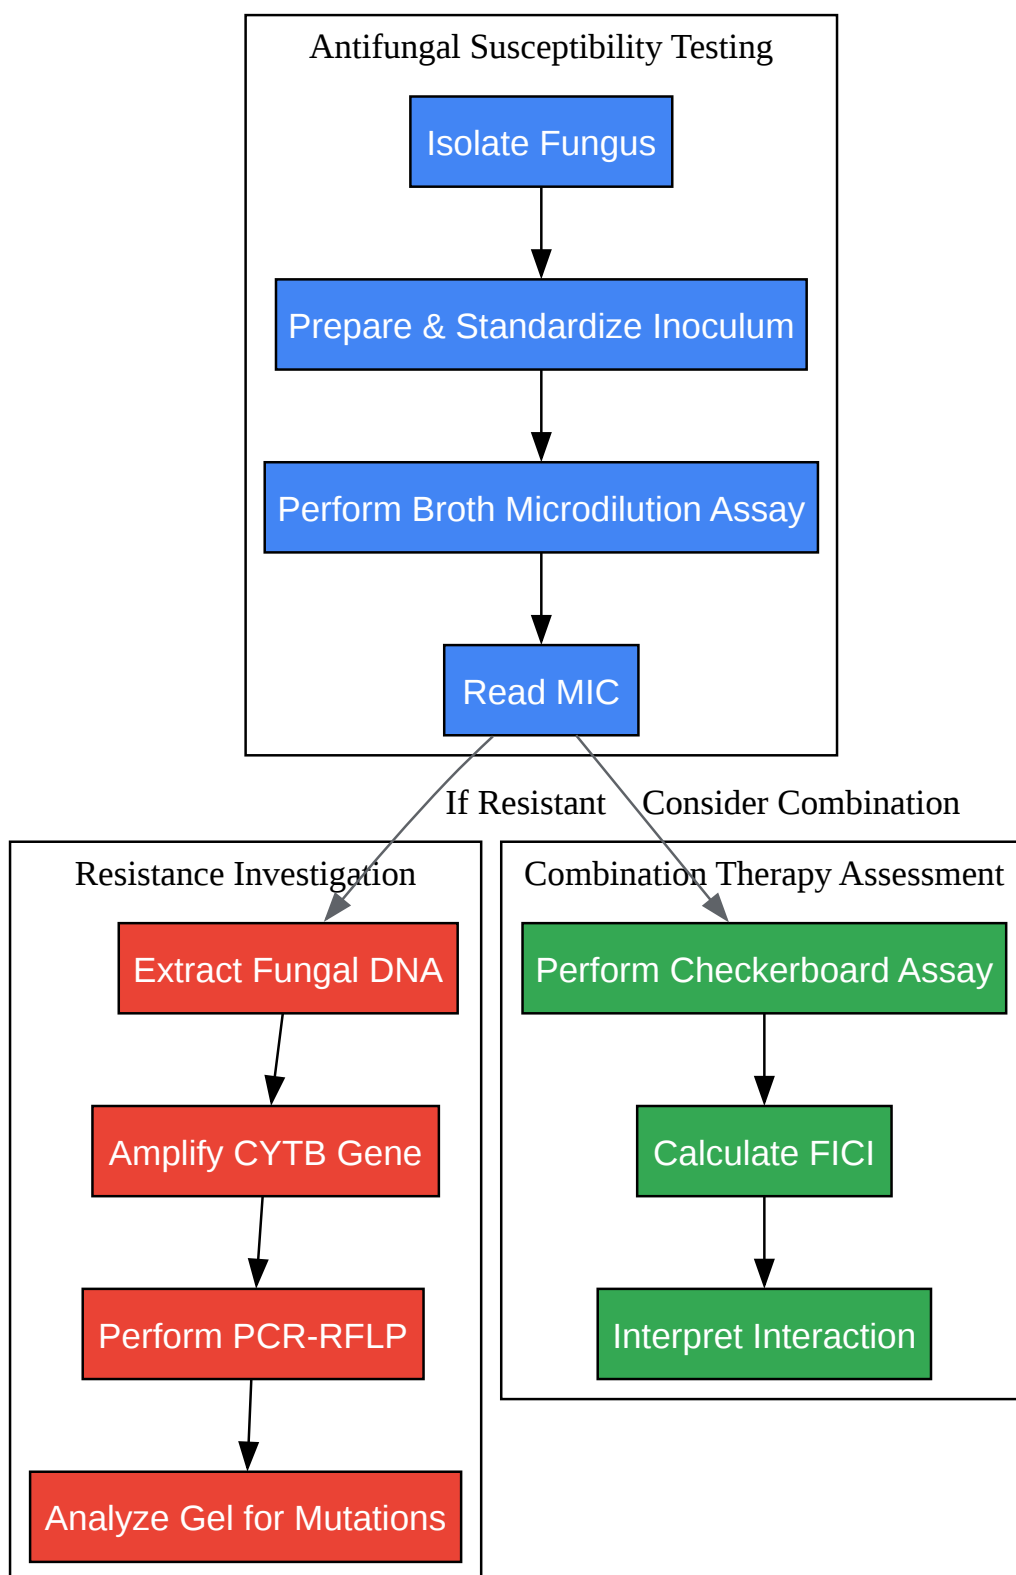 Antifungal Susceptibility Testing
Isolate Fungus
Prepare & Standardize Inoculum
Perform Broth Microdilution Assay
Read MIC
If Resistant
Consider Combination
Resistance Investigation
Extract Fungal DNA
Amplify CYTB Gene
Perform PCR-RFLP
Analyze Gel for Mutations
Combination Therapy Assessment
Perform Checkerboard Assay
Calculate FICI
Interpret Interaction